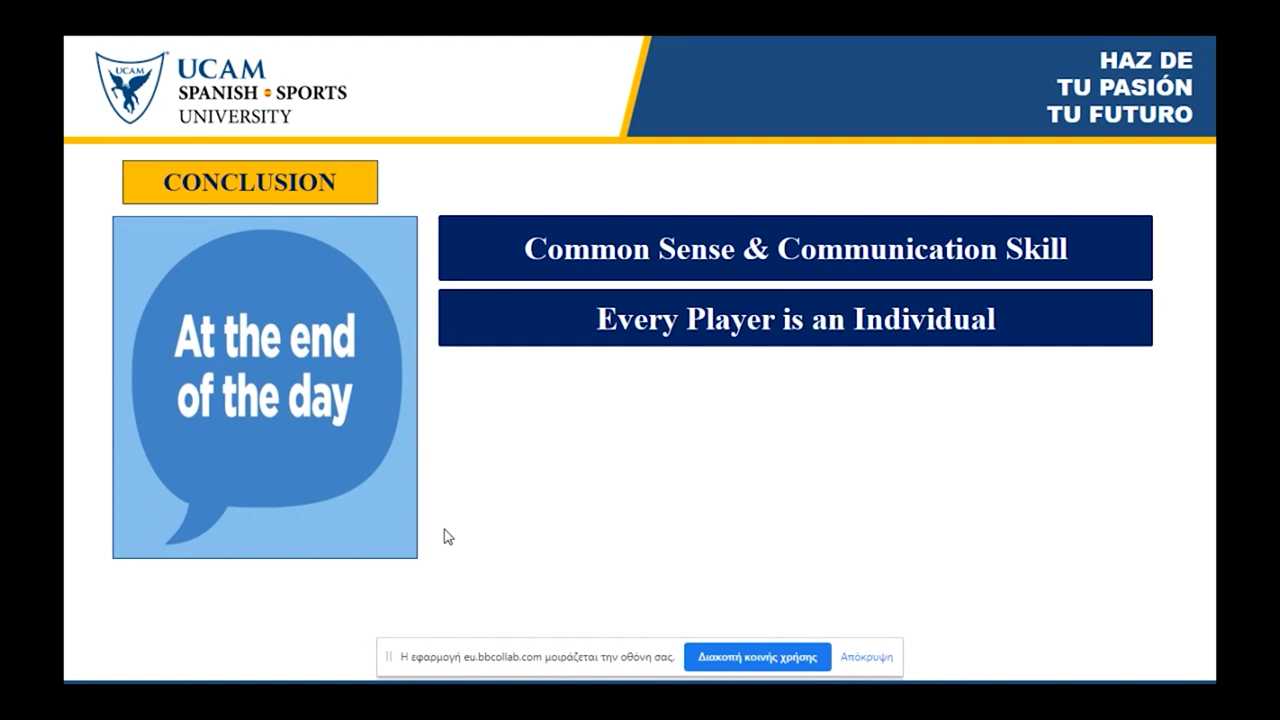 UCAM
UCAM
SPANISH • SPORTS
UNIVERSITY
HAZ DE
TU PASIÓN
TU FUTURO
CONCLUSION
At the end
of the day
Common Sense & Communication Skill
Every Player is an Individual
Η εφαρμογή eu.bbcollab.com μοιράζεται την οθόνη σας.
Διακοπή κοινής χρήσης
Απόκρυψη